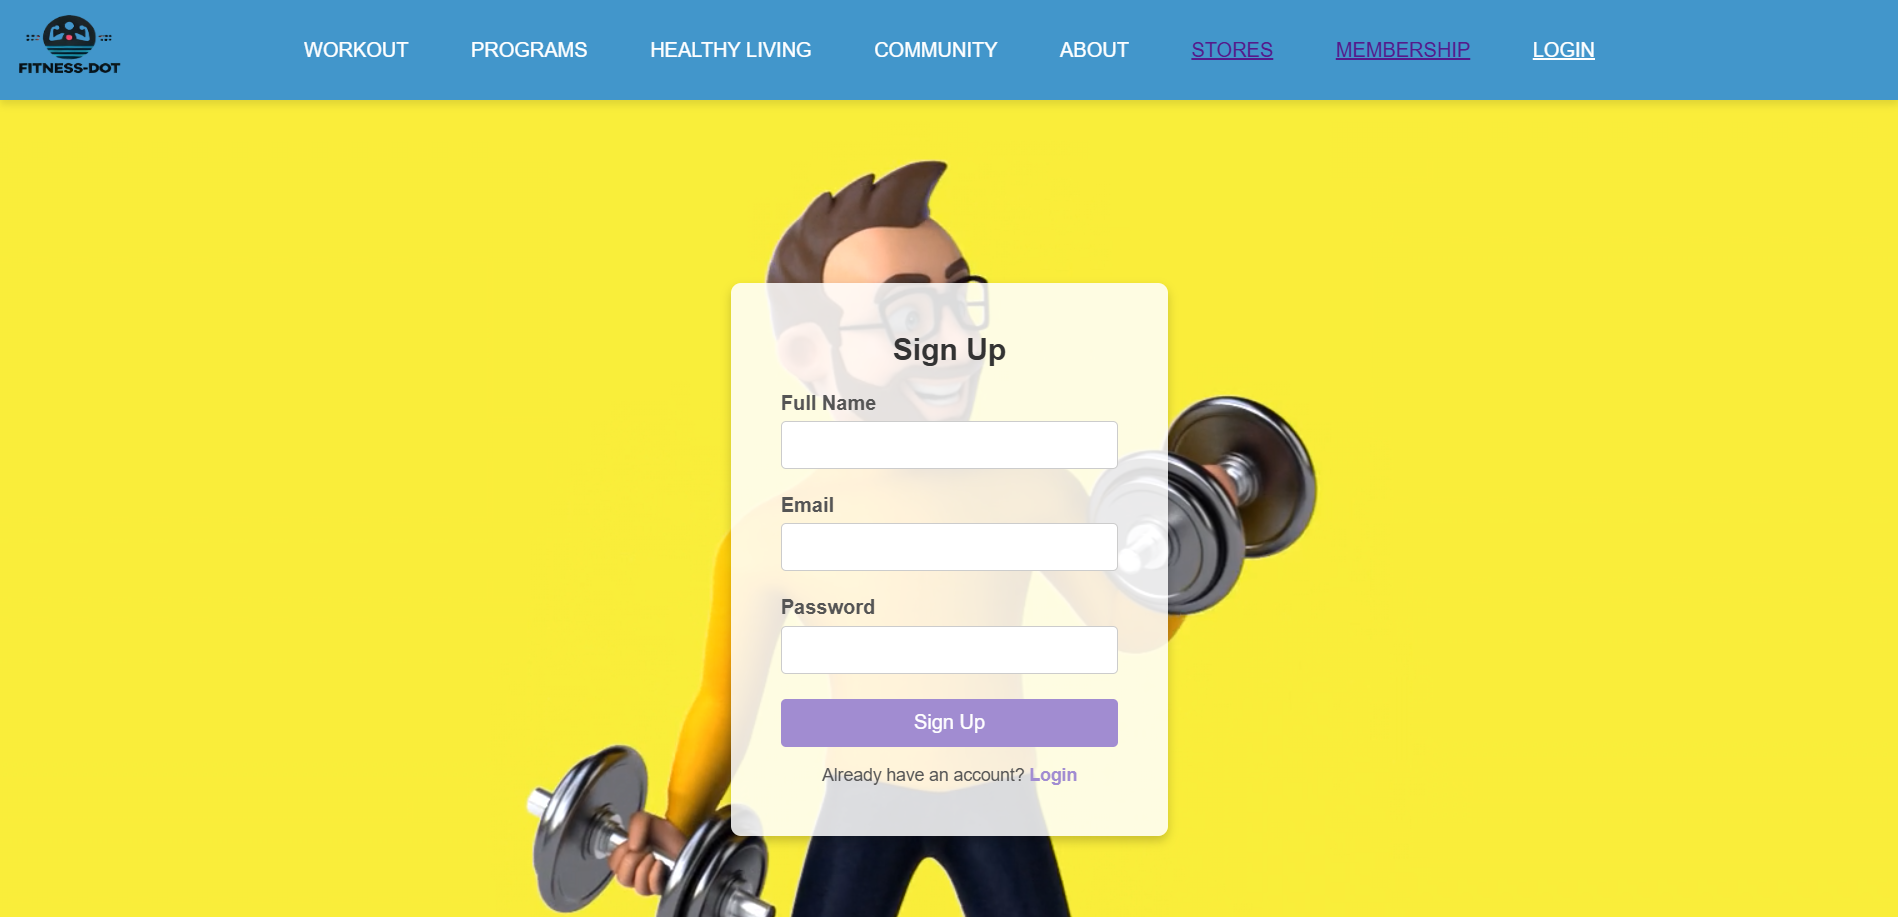 FITNESS-DOT
WORKOUT PROGRAMS HEALTHY LIVING COMMUNITY ABOUT STORES MEMBERSHIP LOGIN
Sign Up
Full Name
Email
Password
Sign Up
Already have an account? Login